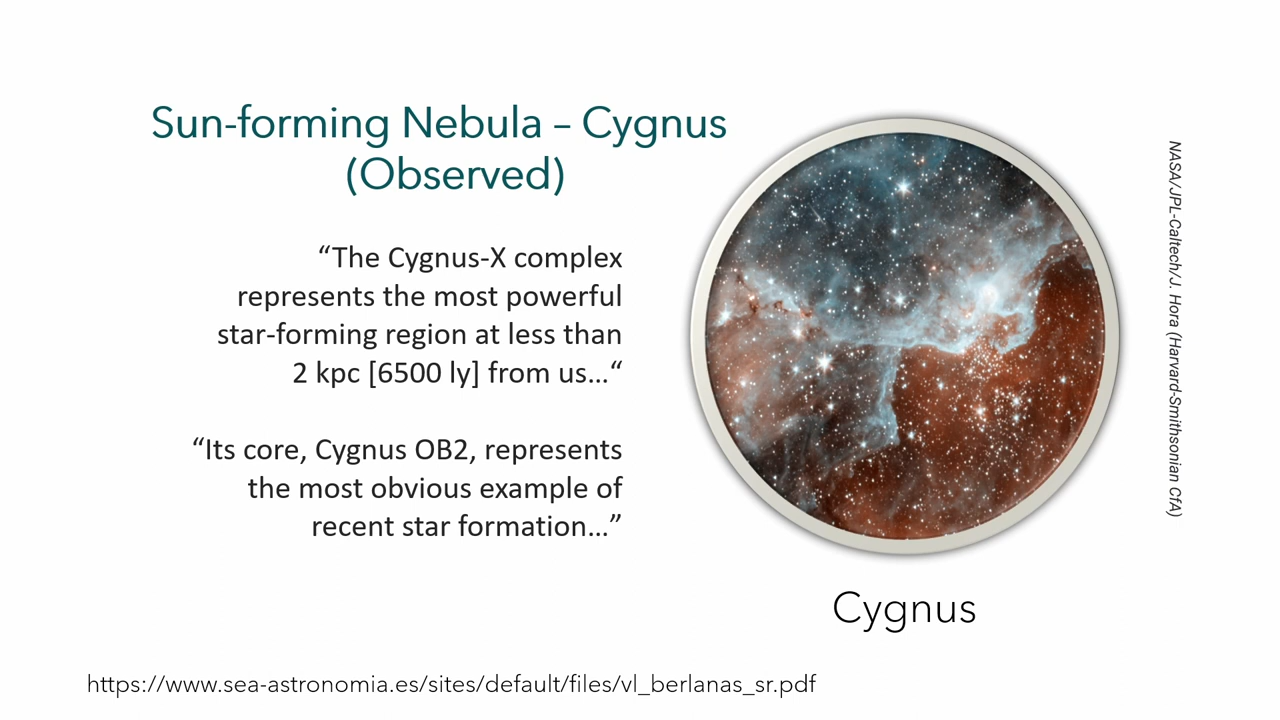 Sun-forming Nebula – Cygnus
(Observed)
“The Cygnus-X complex
represents the most powerful
star-forming region at less than
2 kpc [6500 ly] from us…“
“Its core, Cygnus OB2, represents
the most obvious example of
recent star formation…”
NASA/JPL-Caltech/J. Hora (Harvard-Smithsonian CfA)
Cygnus
https://www.sea-astronomia.es/sites/default/files/vl_berlanas_sr.pdf